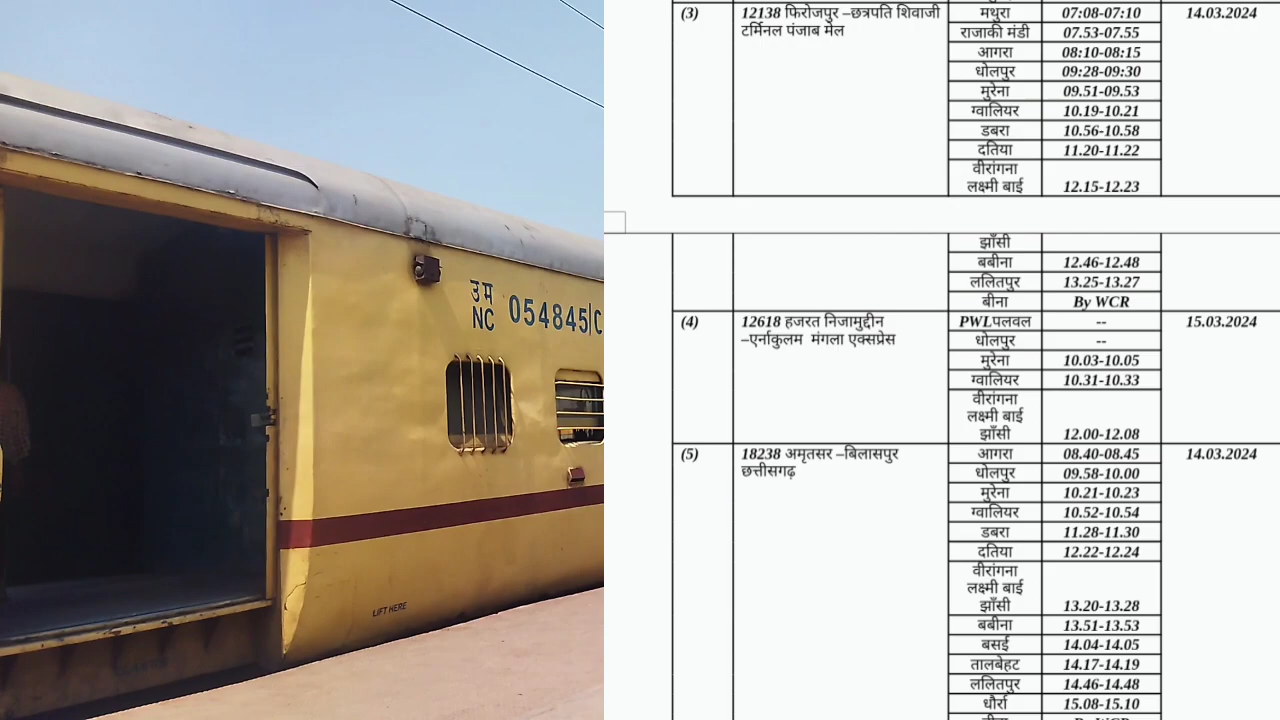 उम
NC 054845 C
LIFT HERE
(3) 12138 फिरोजपुर –छत्रपति शिवाजी मथुरा 07:08-07:10 14.03.2024
टर्मिनल पंजाब मेल राजाकी मंडी 07.53-07.55
आगरा 08:10-08:15
धोलपुर 09:28-09:30
मुरेना 09.51-09.53
ग्वालियर 10.19-10.21
डबरा 10.56-10.58
दतिया 11.20-11.22
वीरांगना
लक्ष्मी बाई 12.15-12.23
झाँसी
बबीना 12.46-12.48
ललितपुर 13.25-13.27
बीना By WCR
(4) 12618 हजरत निजामुद्दीन PWLपलवल -- 15.03.2024
–एर्नाकुलम मंगला एक्सप्रेस धोलपुर --
मुरेना 10.03-10.05
ग्वालियर 10.31-10.33
वीरांगना
लक्ष्मी बाई
झाँसी 12.00-12.08
(5) 18238 अमृतसर –बिलासपुर आगरा 08.40-08.45 14.03.2024
छत्तीसगढ़ धोलपुर 09.58-10.00
मुरेना 10.21-10.23
ग्वालियर 10.52-10.54
डबरा 11.28-11.30
दतिया 12.22-12.24
वीरांगना
लक्ष्मी बाई
झाँसी 13.20-13.28
बबीना 13.51-13.53
बसई 14.04-14.05
तालबेहट 14.17-14.19
ललितपुर 14.46-14.48
धौर्रा 15.08-15.10